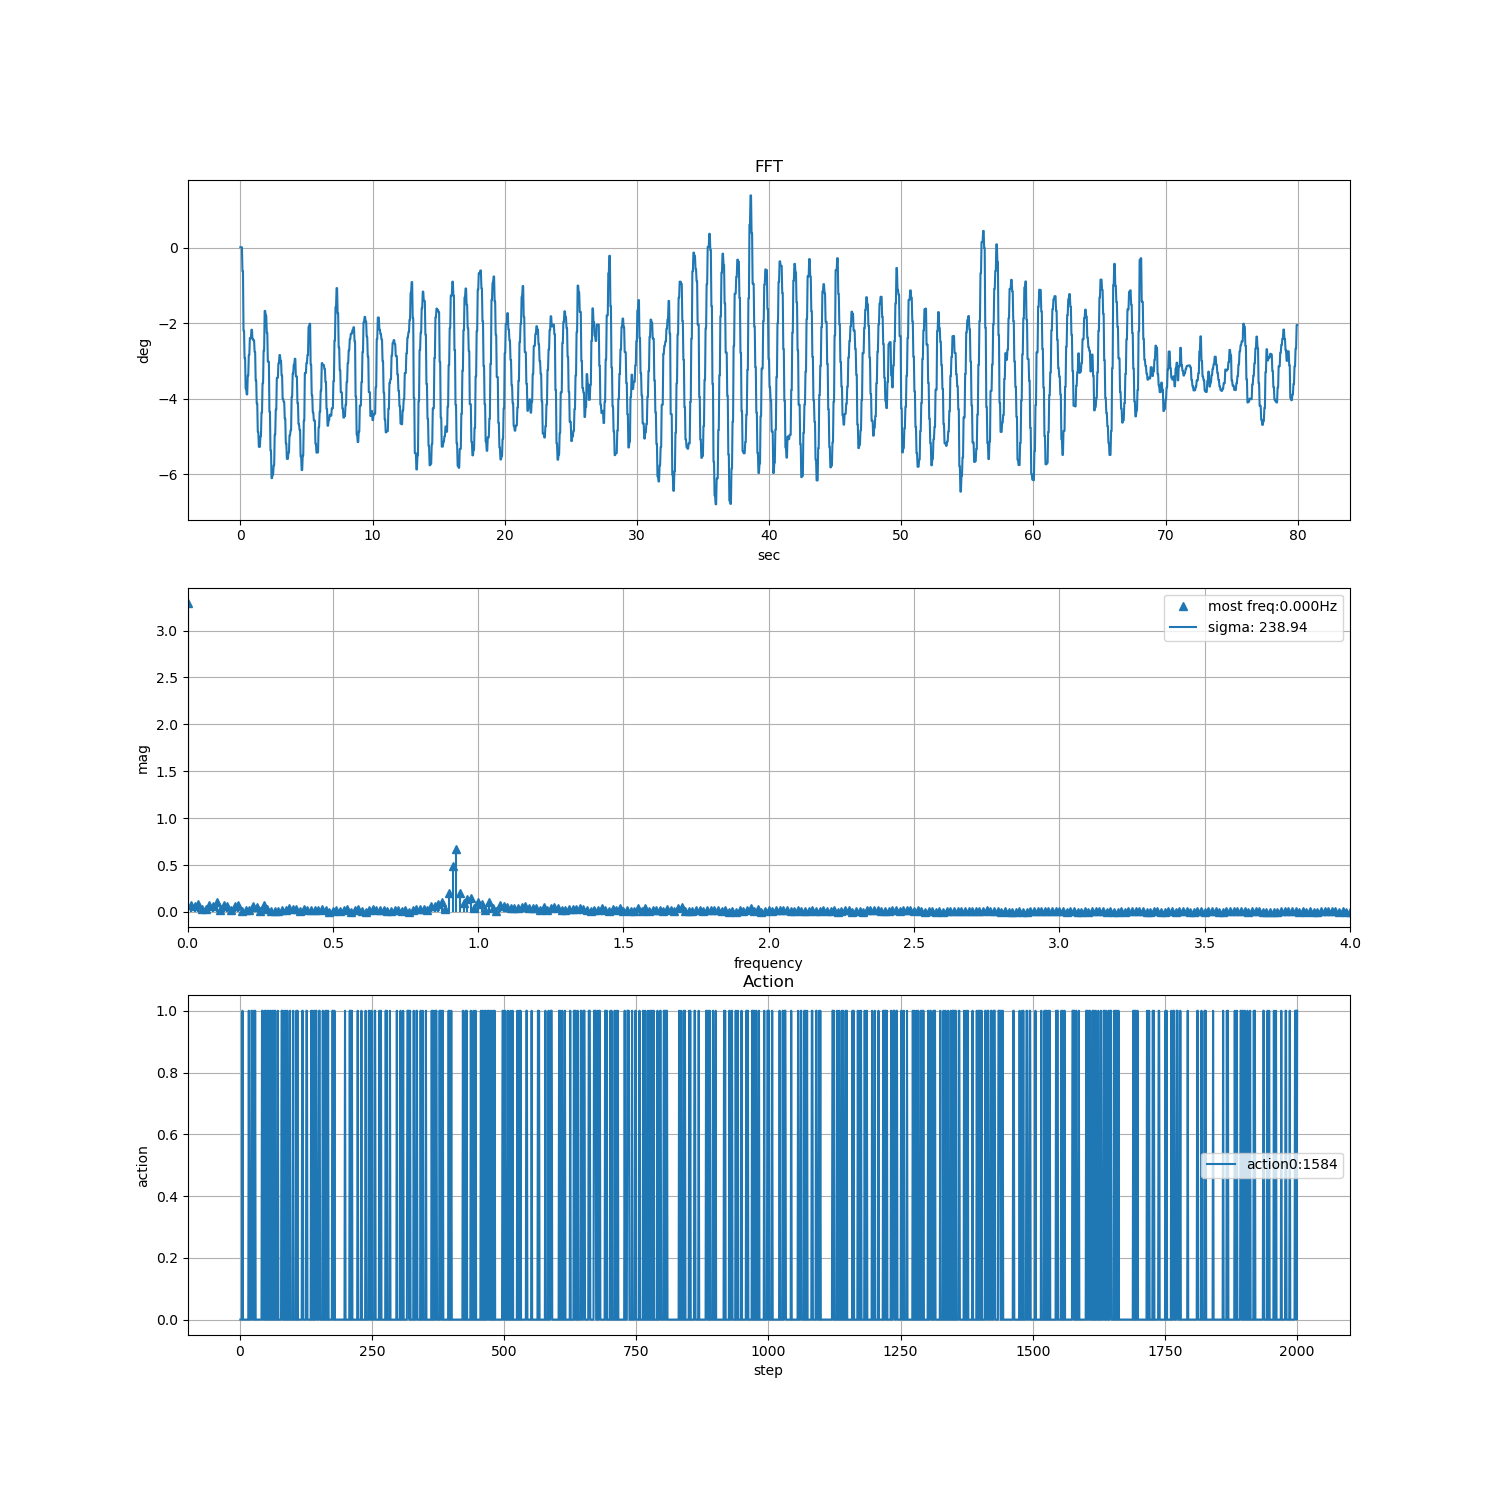 FFT
0
−2
−4
−6
deg
0 10 20 30 40 50 60 70 80
sec
most freq:0.000Hz
sigma: 238.94
3.0
2.5
2.0
1.5
1.0
0.5
0.0
mag
0.0 0.5 1.0 1.5 2.0 2.5 3.0 3.5 4.0
frequency
Action
1.0
0.8
0.6
0.4
0.2
0.0
action
action0:1584
0 250 500 750 1000 1250 1500 1750 2000
step